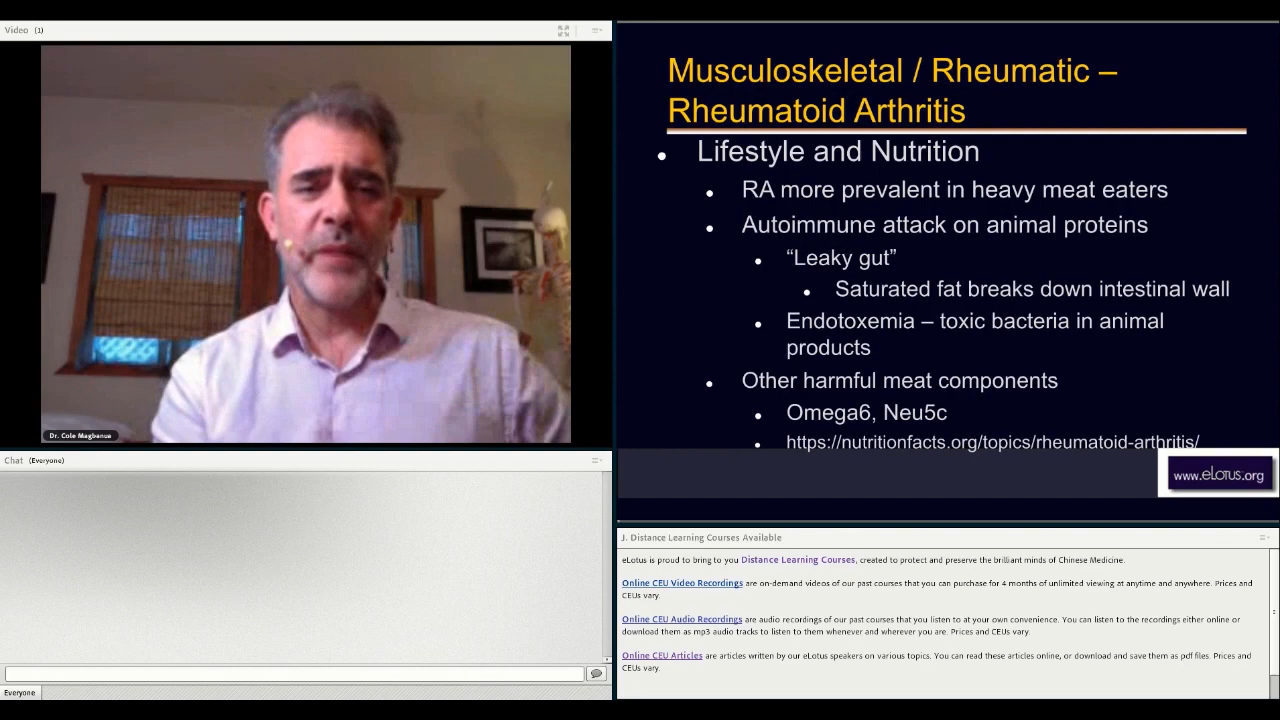 Video (1)
Dr. Cole Magbanua
Chat (Everyone)
Everyone
Musculoskeletal / Rheumatic –
Rheumatoid Arthritis
• Lifestyle and Nutrition
• RA more prevalent in heavy meat eaters
• Autoimmune attack on animal proteins
• “Leaky gut”
• Saturated fat breaks down intestinal wall
• Endotoxemia – toxic bacteria in animal
products
• Other harmful meat components
• Omega6, Neu5c
• https://nutritionfacts.org/topics/rheumatoid-arthritis/
www.eLotus.org
J. Distance Learning Courses Available
eLotus is proud to bring to you Distance Learning Courses, created to protect and preserve the brilliant minds of Chinese Medicine.
Online CEU Video Recordings are on-demand videos of our past courses that you can purchase for 4 months of unlimited viewing at anytime and anywhere. Prices and
CEUs vary.
Online CEU Audio Recordings are audio recordings of our past courses that you listen to at your own convenience. You can listen to the recordings either online or
download them as mp3 audio tracks to listen to them whenever and wherever you are. Prices and CEUs vary.
Online CEU Articles are articles written by our eLotus speakers on various topics. You can read these articles online, or download and save them as pdf files. Prices and
CEUs vary.